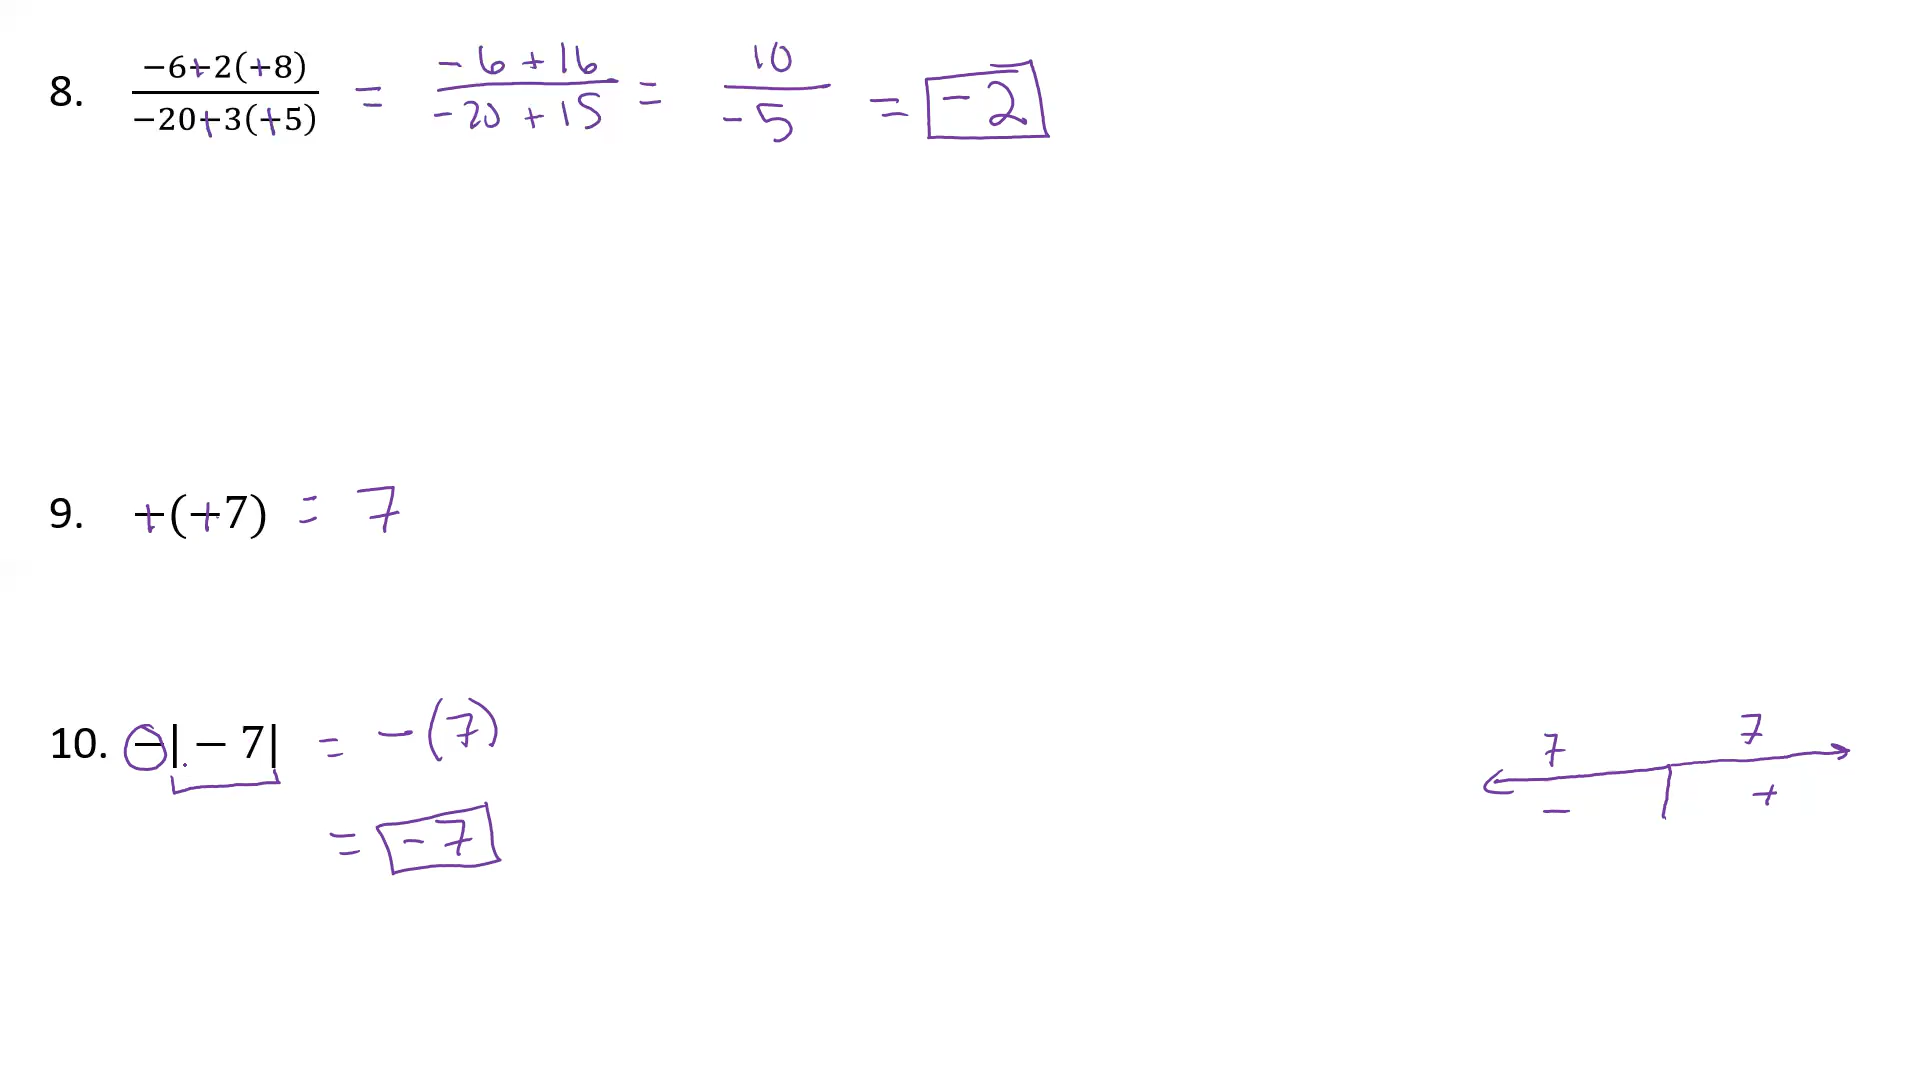 8. (−6+2(+8))/(−20+3(+5)) = (-6+16)/(-20+15) = 10/-5 = -2
9. +(+7) = 7
10. −|−7| = -(7)
= -7
7 7
- +